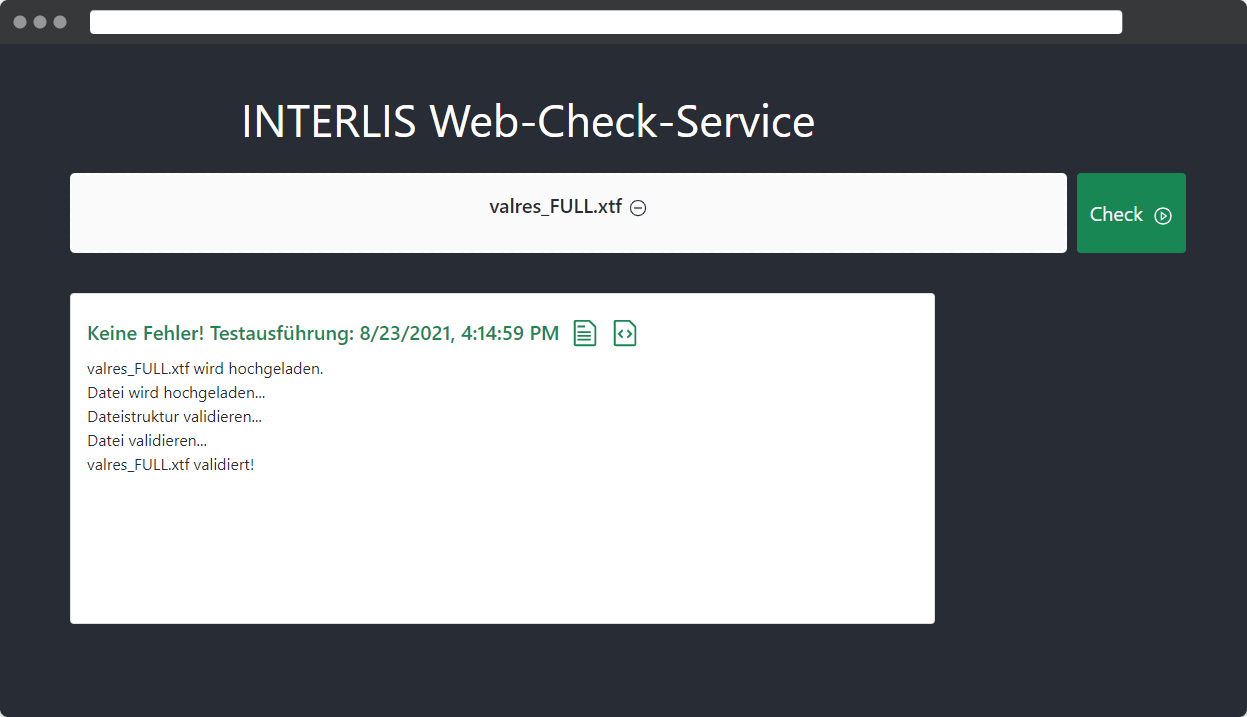 INTERLIS Web-Check-Service
valres_FULL.xtf
Check
Keine Fehler! Testausführung: 8/23/2021, 4:14:59 PM
valres_FULL.xtf wird hochgeladen.
Datei wird hochgeladen...
Dateistruktur validieren...
Datei validieren...
valres_FULL.xtf validiert!